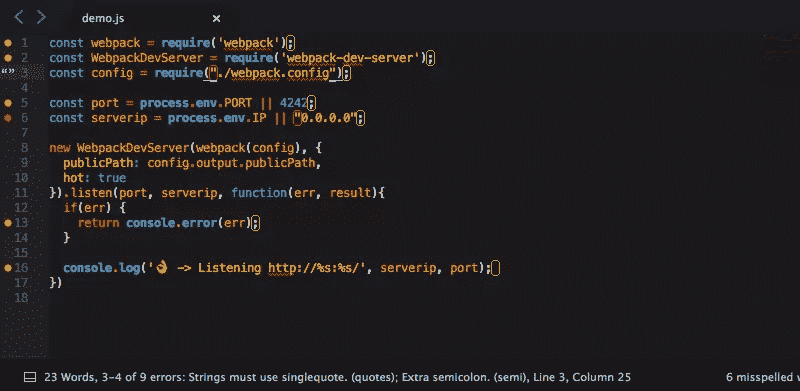 demo.js ×
1 const webpack = require('webpack');
2 const WebpackDevServer = require('webpack-dev-server');
3 const config = require("./webpack.config");
5 const port = process.env.PORT || 4242;
6 const serverip = process.env.IP || "0.0.0.0";
7
8 new WebpackDevServer(webpack(config), {
9 publicPath: config.output.publicPath,
10 hot: true
11 }).listen(port, serverip, function(err, result){
12 if(err) {
13 return console.error(err);
14 }
15
16 console.log('👌 -> Listening http://%s:%s/', serverip, port);
17 })
18
23 Words, 3-4 of 9 errors: Strings must use singlequote. (quotes); Extra semicolon. (semi), Line 3, Column 25 6 misspelled